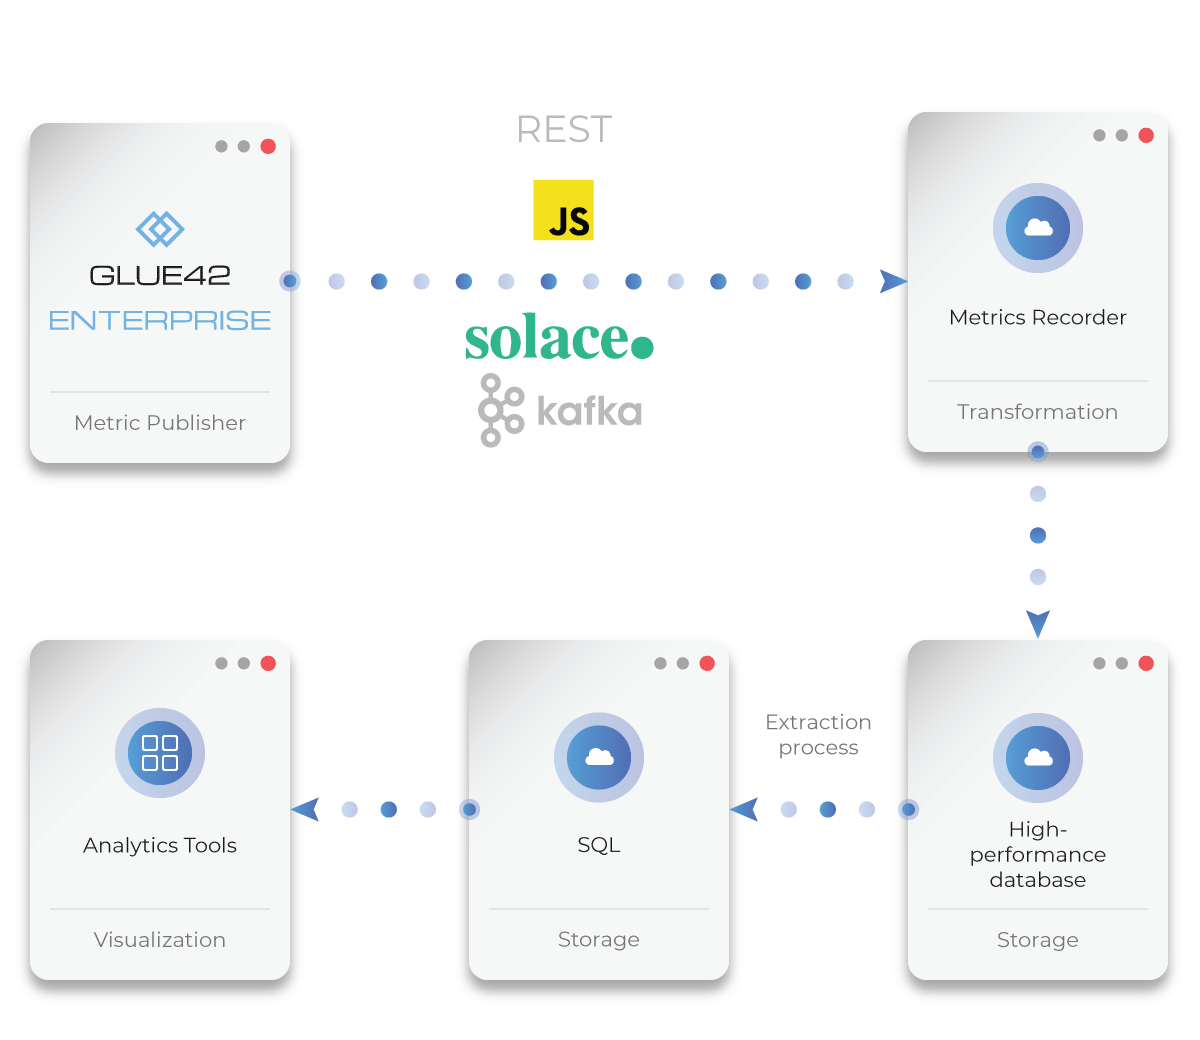 REST
JS
GLUE42
ENTERPRISE
Metric Publisher
solace.
kafka
Metrics Recorder
Transformation
Analytics Tools
Visualization
SQL
Storage
Extraction
process
High-
performance
database
Storage